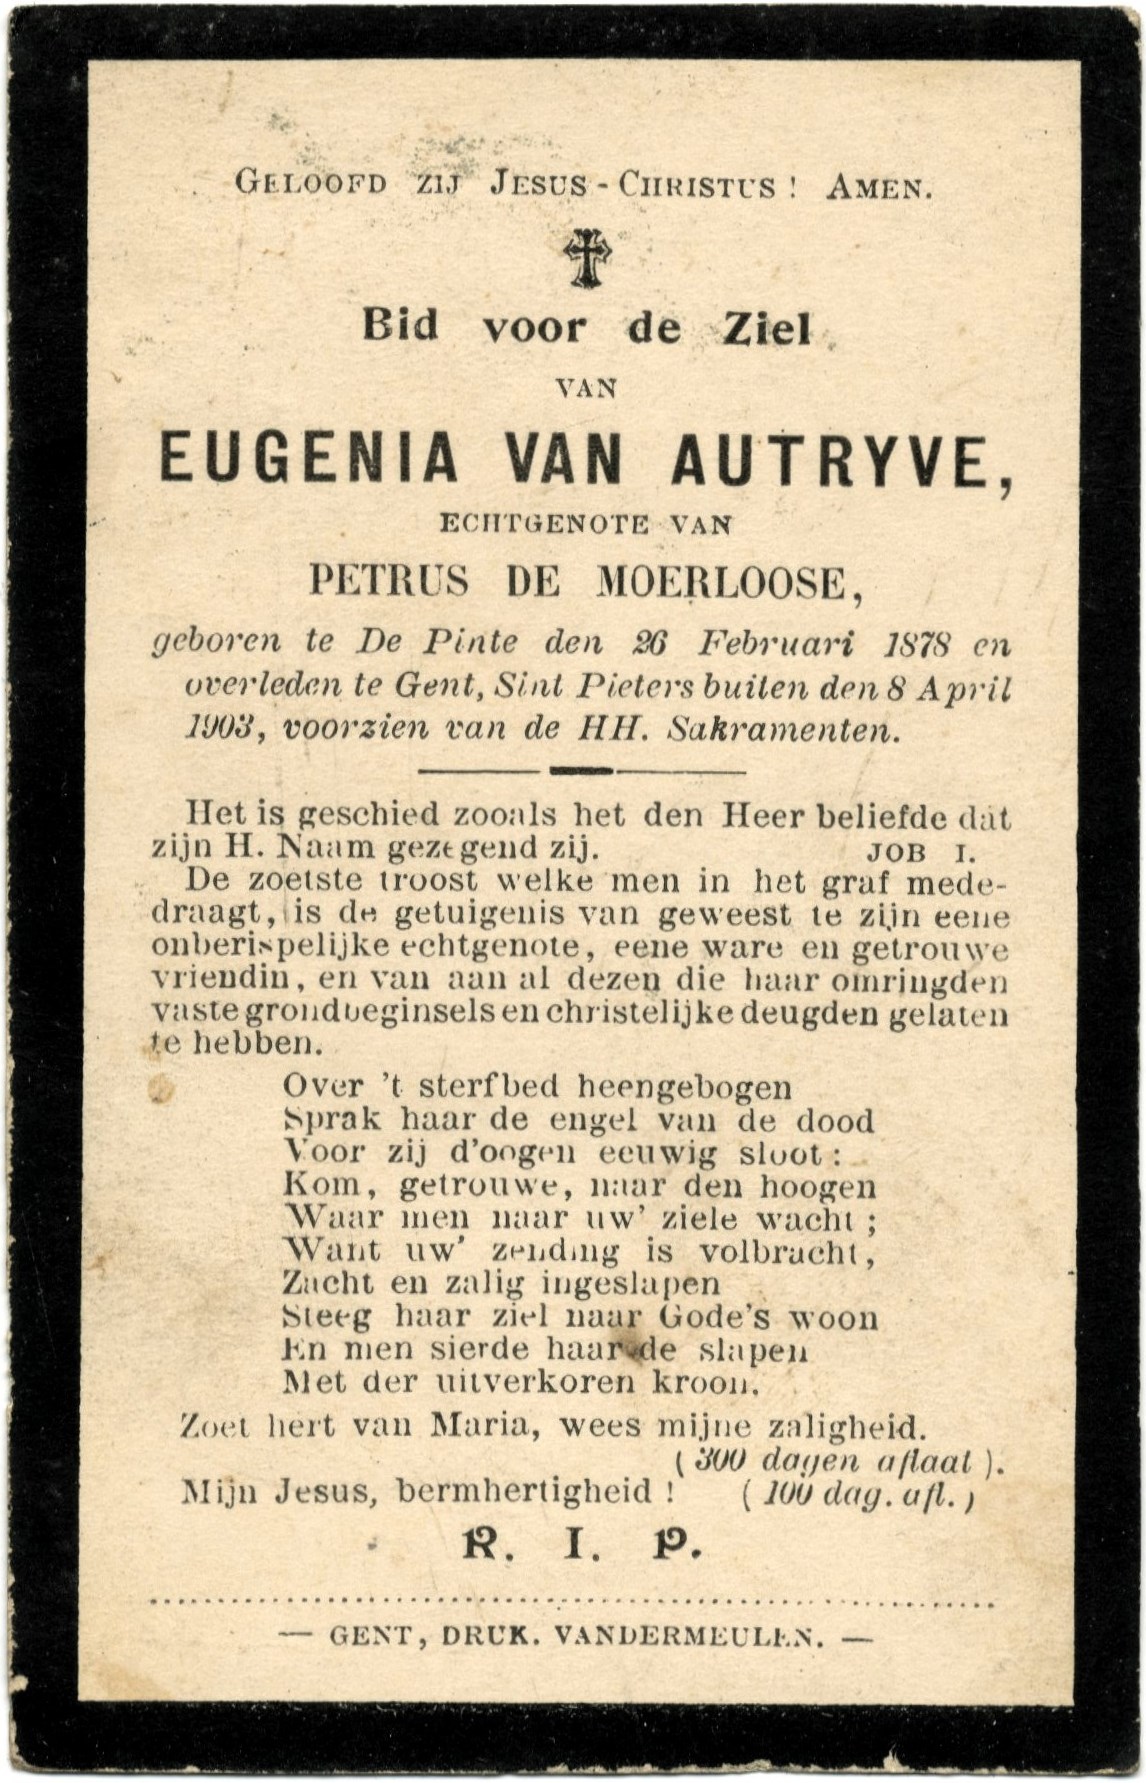 Geloofd zij Jesus-Christus! Amen.
Bid voor de Ziel
VAN
EUGENIA VAN AUTRYVE,
ECHTGENOTE VAN
PETRUS DE MOERLOOSE,
geboren te De Pinte den 26 Februari 1878 en
overleden te Gent, Sint Pieters buiten den 8 April
1903, voorzien van de HH. Sakramenten.
Het is geschied zooals het den Heer beliefde dat
zijn H. Naam gezegend zij. JOB I.
De zoetste troost welke men in het graf mede-
draagt, is de getuigenis van geweest te zijn eene
onberispelijke echtgenote, eene ware en getrouwe
vriendin, en van aan al dezen die haar omringden
vaste grondbeginsels en christelijke deugden gelaten
te hebben.
Over 't sterfbed heengebogen
Sprak haar de engel van de dood
Voor zij d'oogen eeuwig sloot:
Kom, getrouwe, naar den hoogen
Waar men naar uw' ziele wacht;
Want uw' zending is volbracht,
Zacht en zalig ingeslapen
Steeg haar ziel naar Gode's woon
En men sierde haar de slapen
Met der uitverkoren kroon.
Zoet hert van Maria, wees mijne zaligheid.
(300 dagen aflaat).
Mijn Jesus, bermhertigheid! (100 dag. afl.)
R. I. P.
— GENT, DRUK. VANDERMEULEN. —